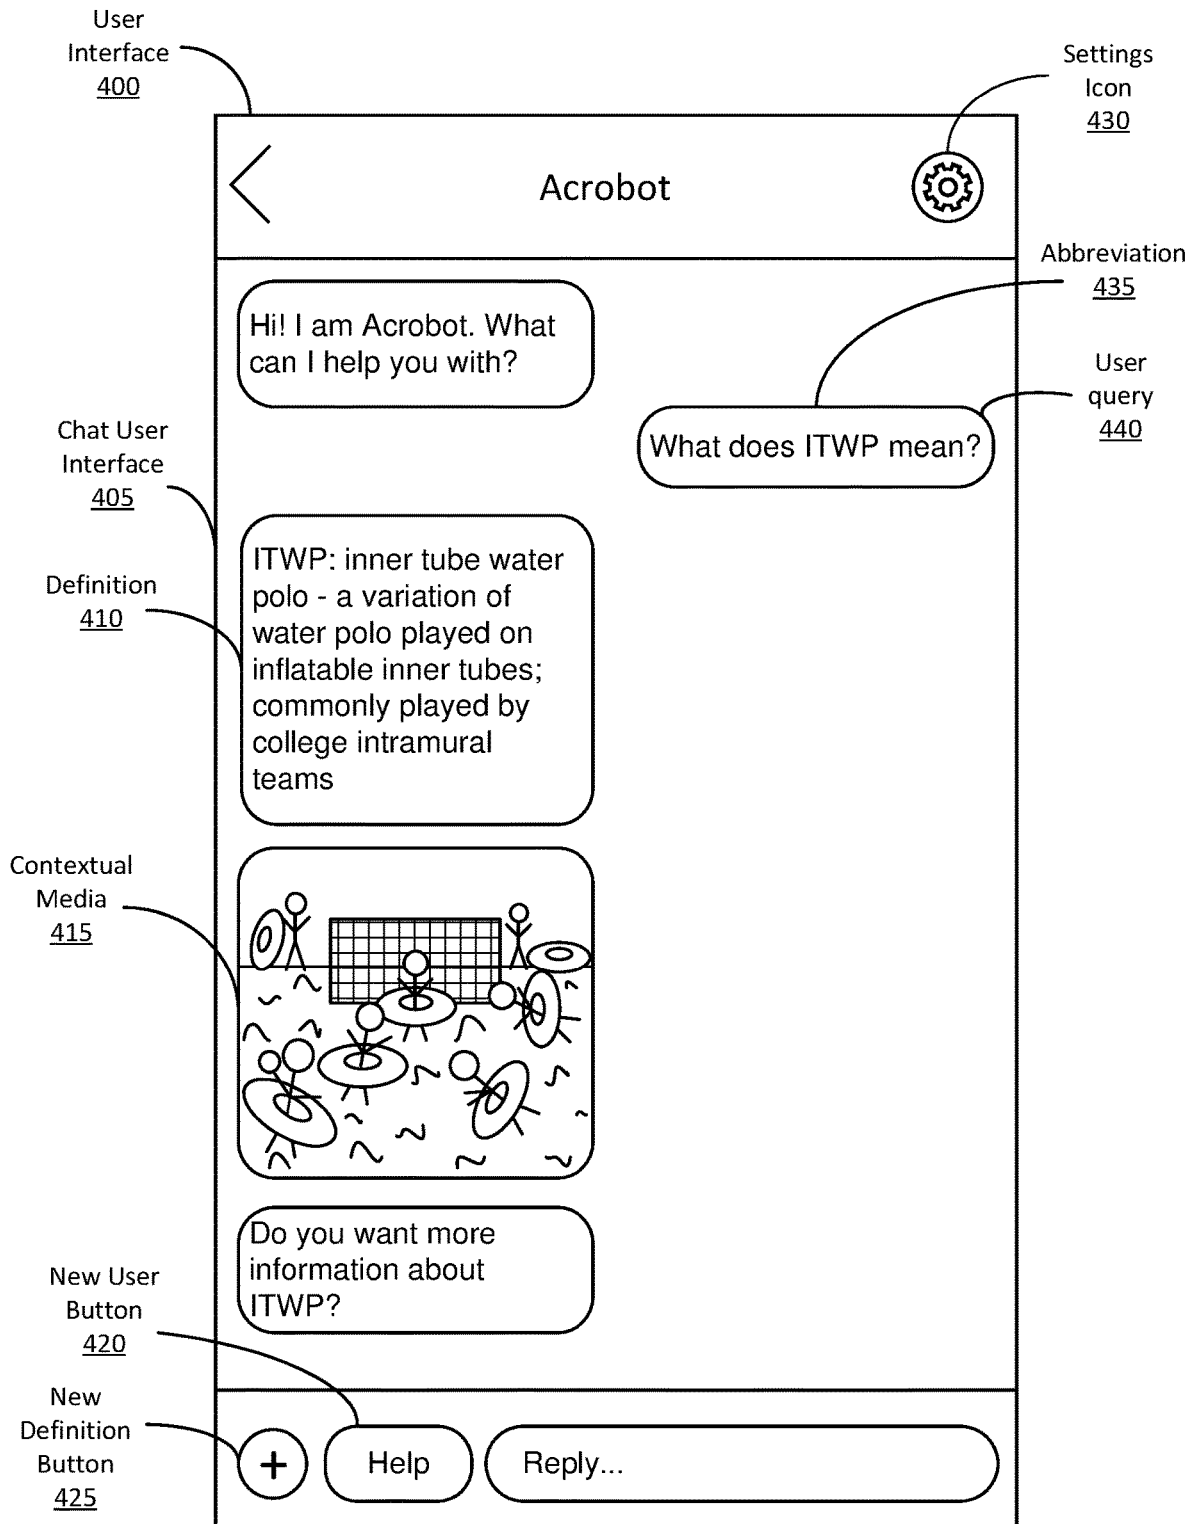 User
Interface
400
Settings
Icon
430
Acrobot
Abbreviation
435
Hi! I am Acrobot. What
can I help you with?
User
query
440
What does ITWP mean?
Chat User
Interface
405
ITWP: inner tube water
polo - a variation of
water polo played on
inflatable inner tubes;
commonly played by
college intramural
teams
Definition
410
Contextual
Media
415
Do you want more
information about
ITWP?
New User
Button
420
New
Definition
Button
425
+
Help
Reply...